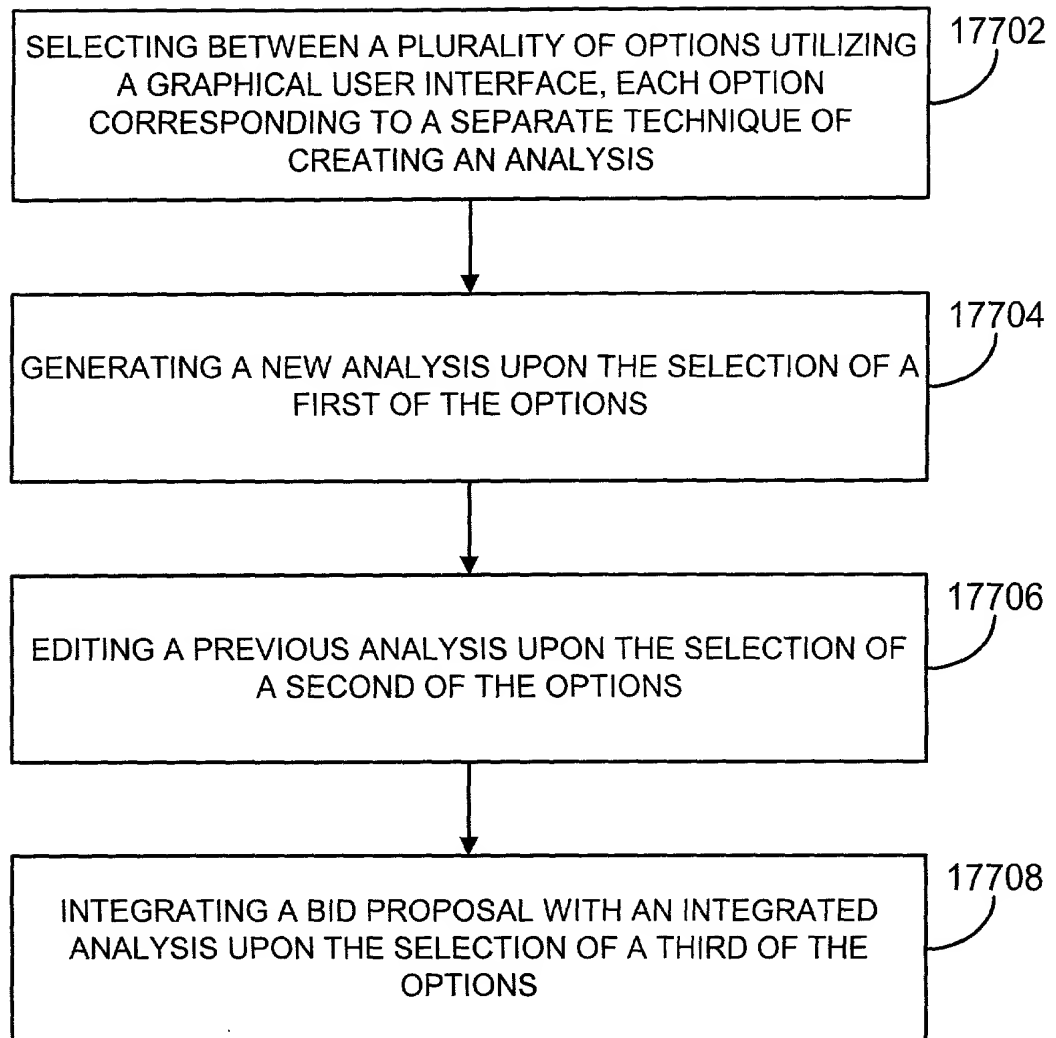 SELECTING BETWEEN A PLURALITY OF OPTIONS UTILIZING
A GRAPHICAL USER INTERFACE, EACH OPTION
CORRESPONDING TO A SEPARATE TECHNIQUE OF
CREATING AN ANALYSIS
17702
GENERATING A NEW ANALYSIS UPON THE SELECTION OF A
FIRST OF THE OPTIONS
17704
EDITING A PREVIOUS ANALYSIS UPON THE SELECTION OF
A SECOND OF THE OPTIONS
17706
INTEGRATING A BID PROPOSAL WITH AN INTEGRATED
ANALYSIS UPON THE SELECTION OF A THIRD OF THE
OPTIONS
17708